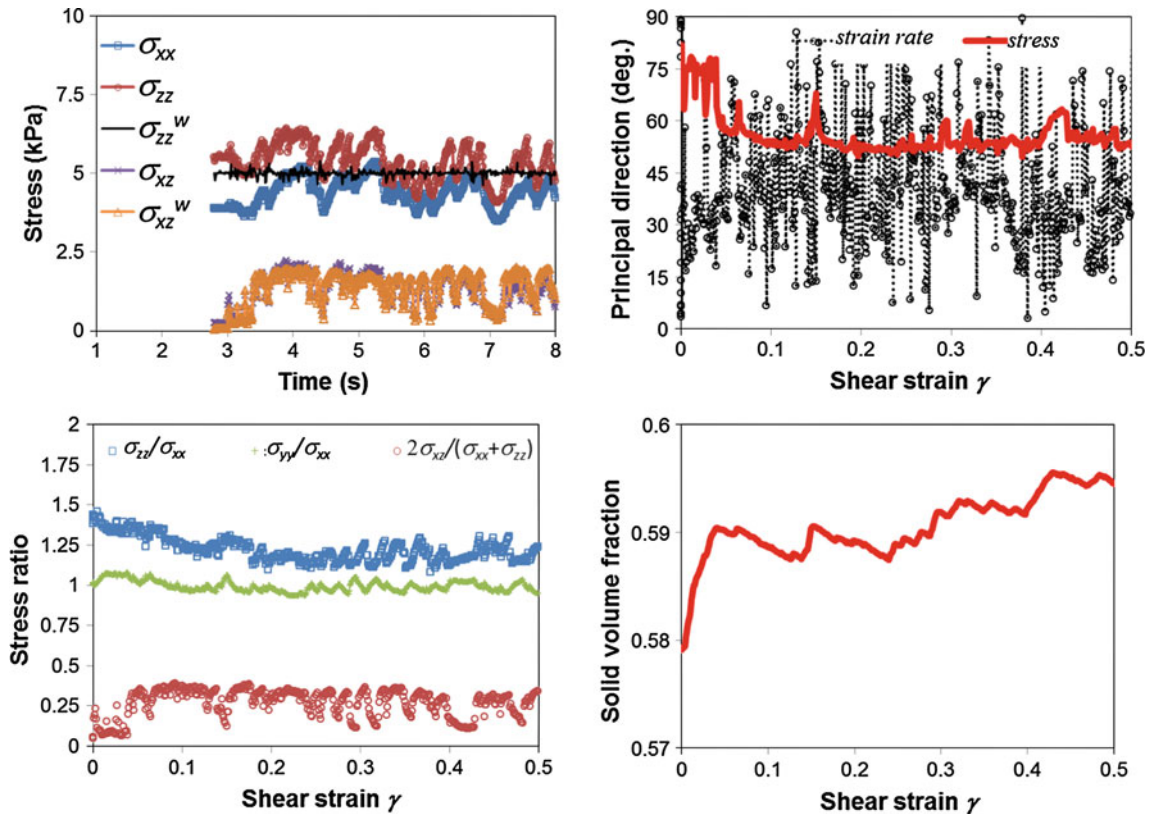 10
σxx
σzz
σzz^w
σxz
σxz^w
7.5
5
2.5
0
1 2 3 4 5 6 7 8
Stress (kPa)
Time (s)
90
strain rate stress
75
60
45
30
15
0
0 0.1 0.2 0.3 0.4 0.5
Principal direction (deg.)
Shear strain γ
2
σzz/σxx :σyy/σxx 2σxz/(σxx+σzz)
1.75
1.5
1.25
1
0.75
0.5
0.25
0
0 0.1 0.2 0.3 0.4 0.5
Stress ratio
Shear strain γ
0.6
0.59
0.58
0.57
0 0.1 0.2 0.3 0.4 0.5
Solid volume fraction
Shear strain γ